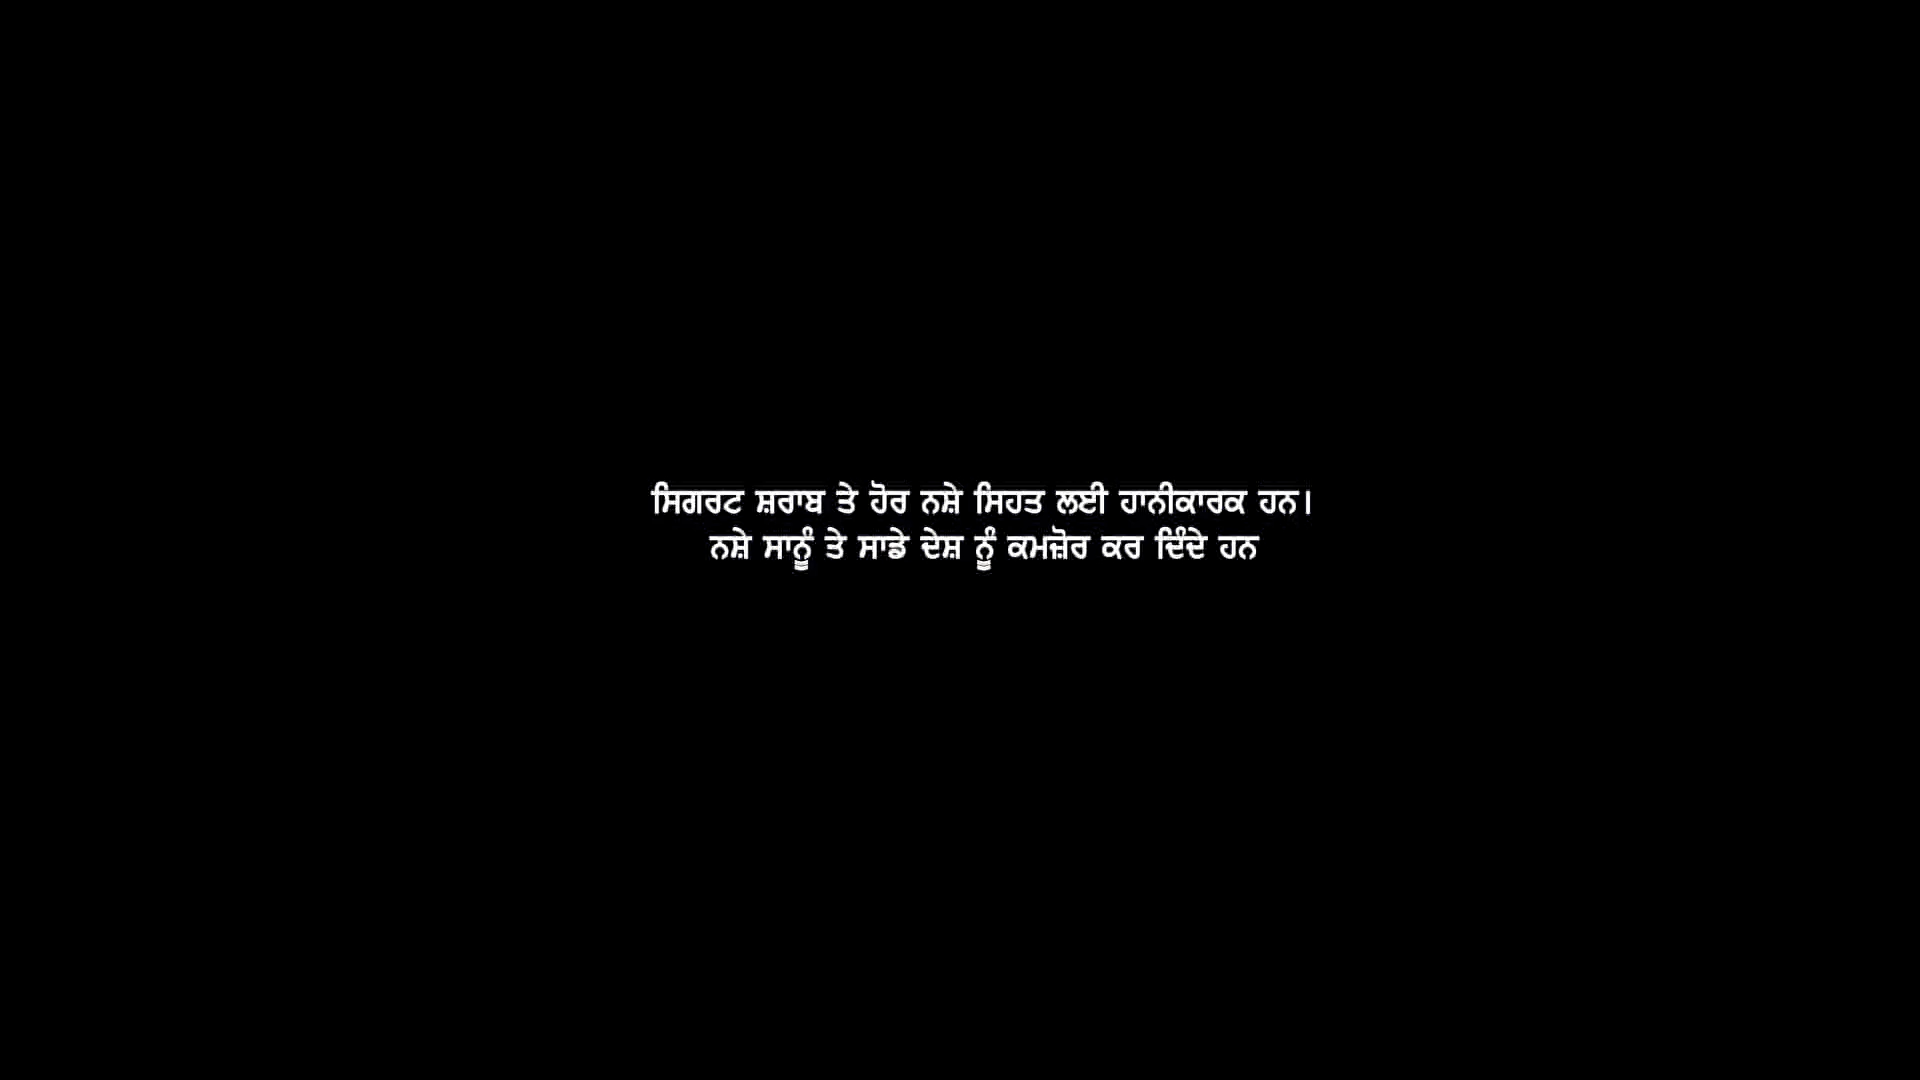 ਸਿਗਰਟ ਸ਼ਰਾਬ ਤੇ ਹੋਰ ਨਸ਼ੇ ਸਿਹਤ ਲਈ ਹਾਨੀਕਾਰਕ ਹਨ।
ਨਸ਼ੇ ਸਾਨੂੰ ਤੇ ਸਾਡੇ ਦੇਸ਼ ਨੂੰ ਕਮਜ਼ੋਰ ਕਰ ਦਿੰਦੇ ਹਨ